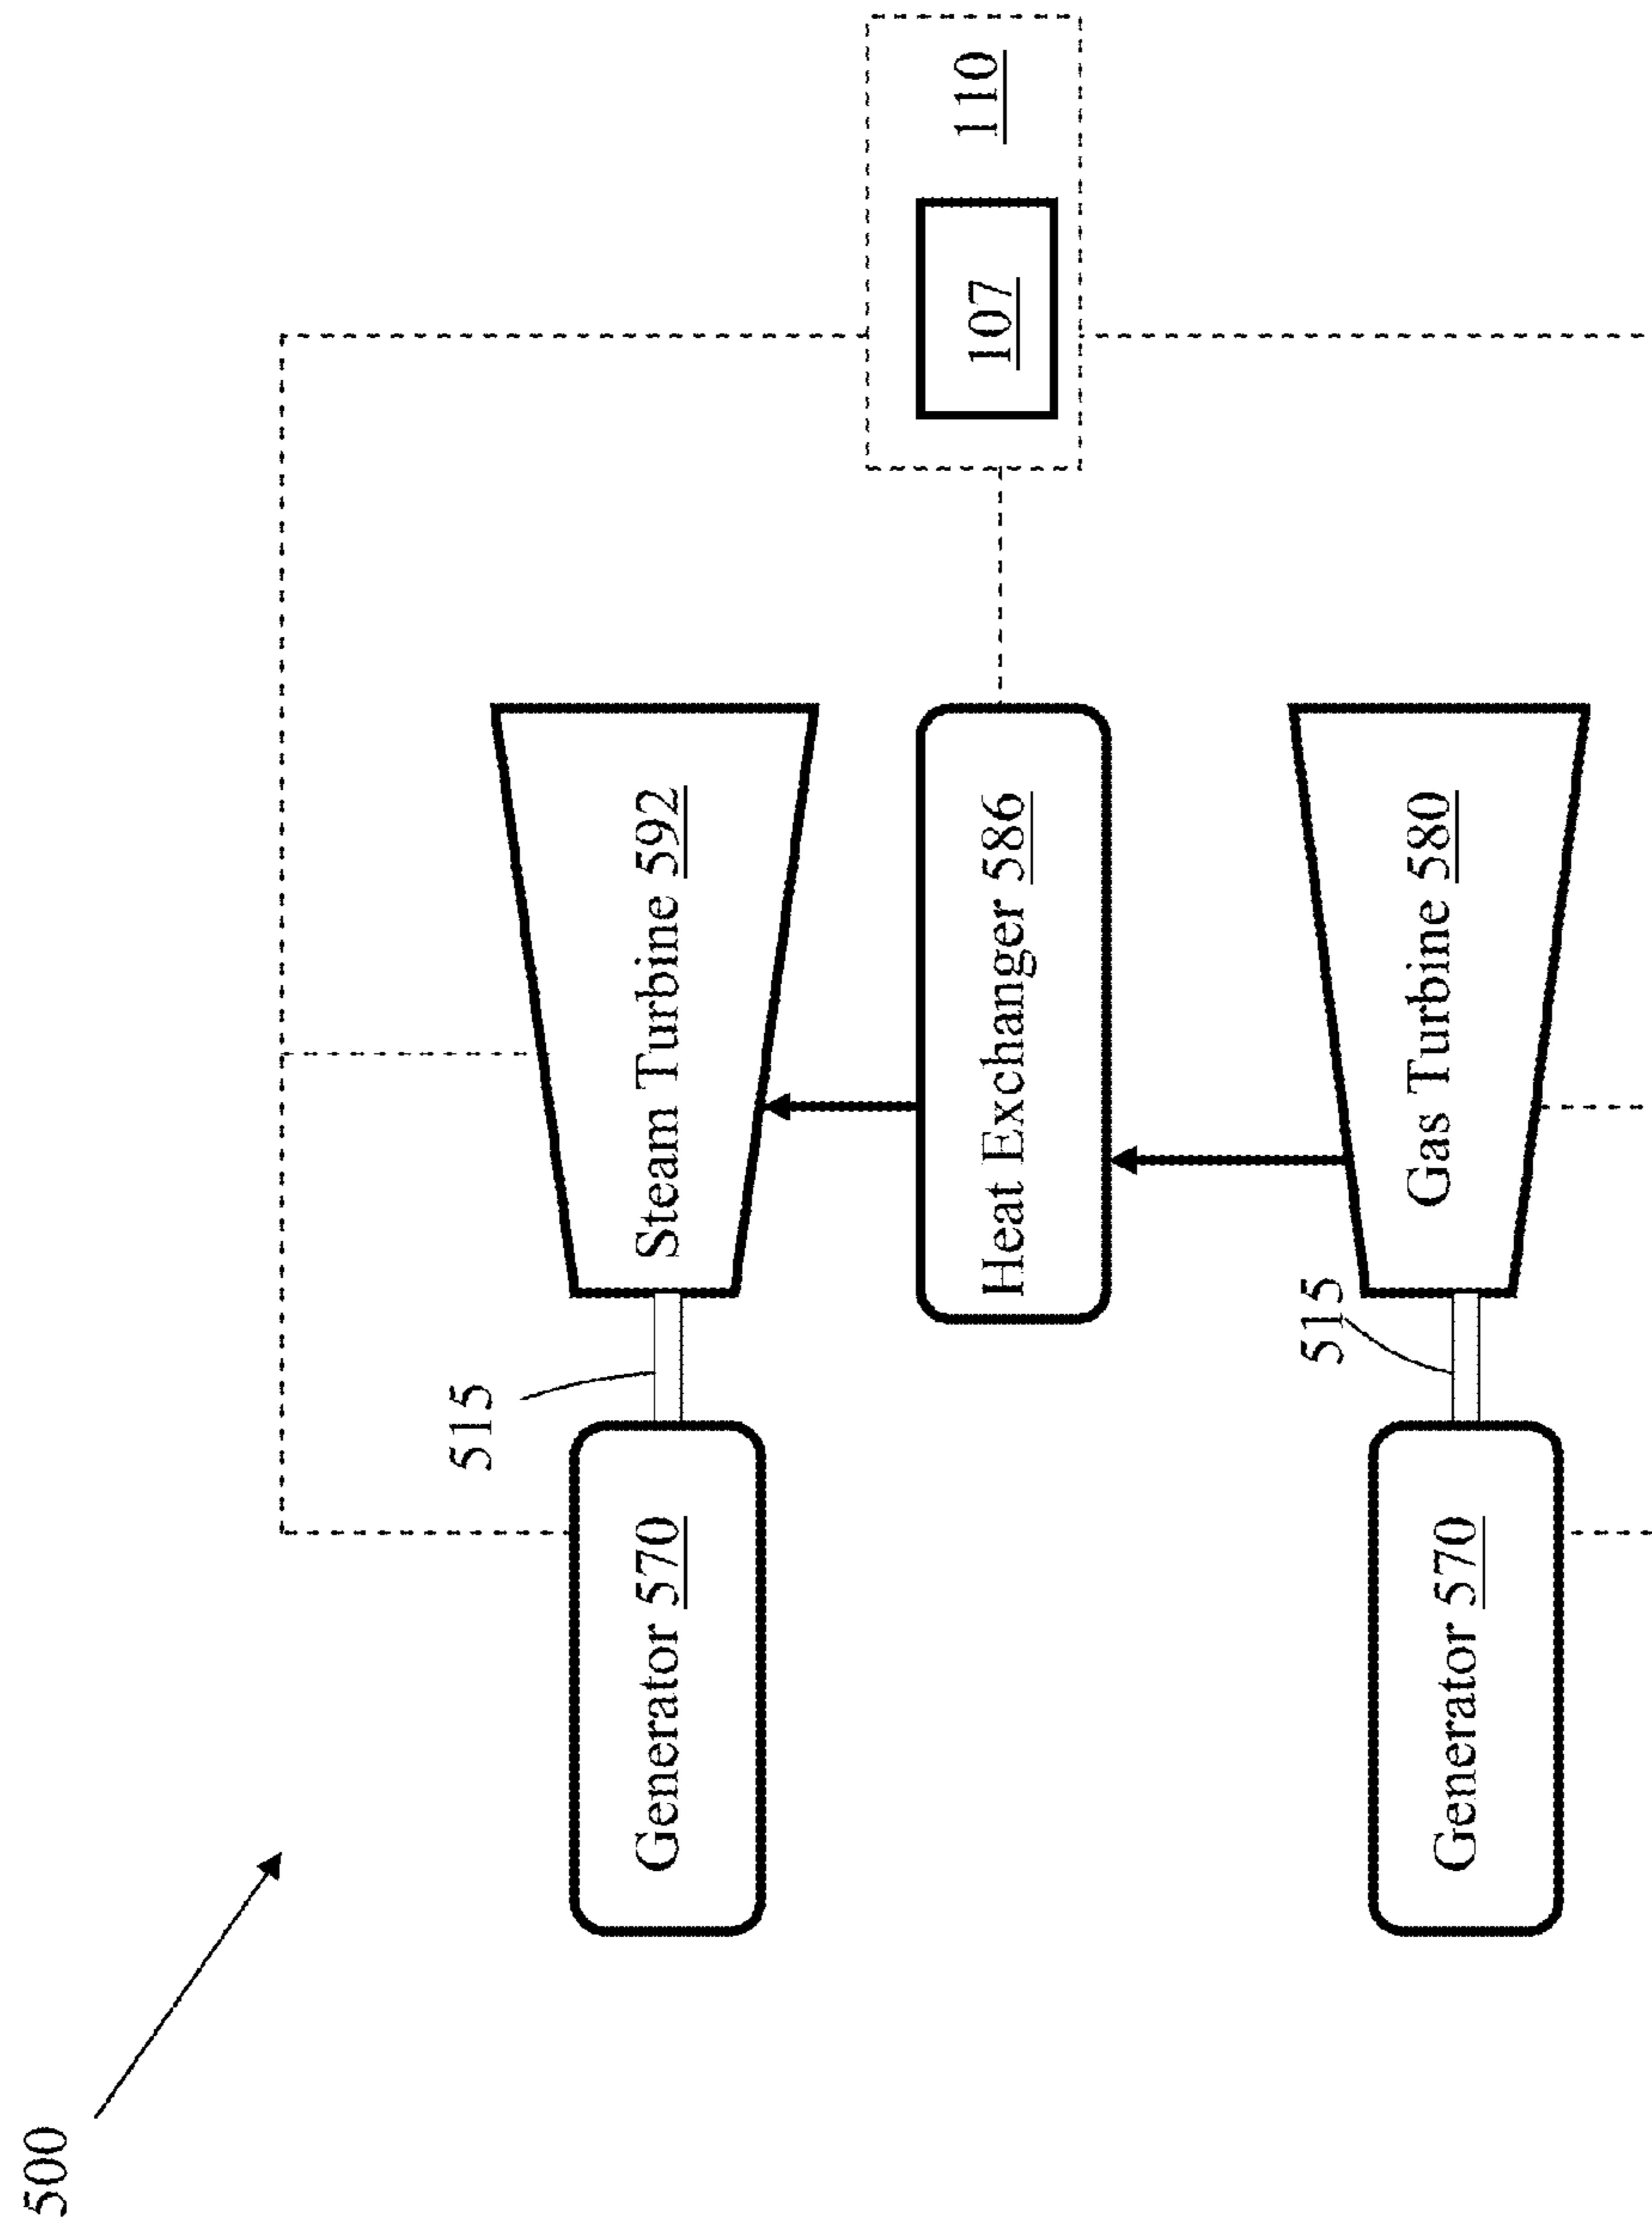 500
515
Generator 570
Steam Turbine 592
Heat Exchanger 586
107
110
515
Generator 570
Gas Turbine 580